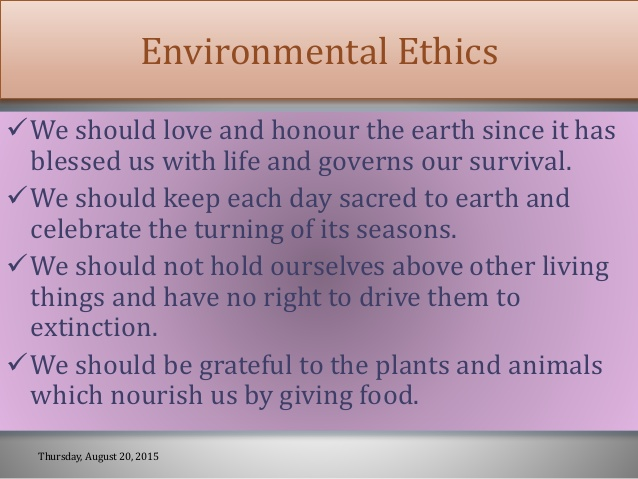 Environmental Ethics
✓We should love and honour the earth since it has
blessed us with life and governs our survival.
✓We should keep each day sacred to earth and
celebrate the turning of its seasons.
✓We should not hold ourselves above other living
things and have no right to drive them to
extinction.
✓We should be grateful to the plants and animals
which nourish us by giving food.
Thursday, August 20, 2015